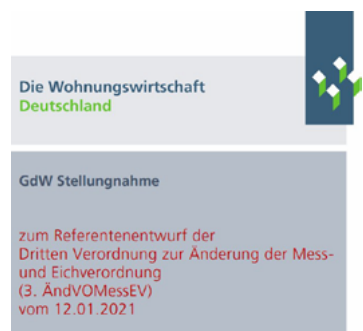 Die Wohnungswirtschaft
Deutschland
GdW Stellungnahme
zum Referentenentwurf der
Dritten Verordnung zur Änderung der Mess-
und Eichverordnung
(3. ÄndVOMessEV)
vom 12.01.2021